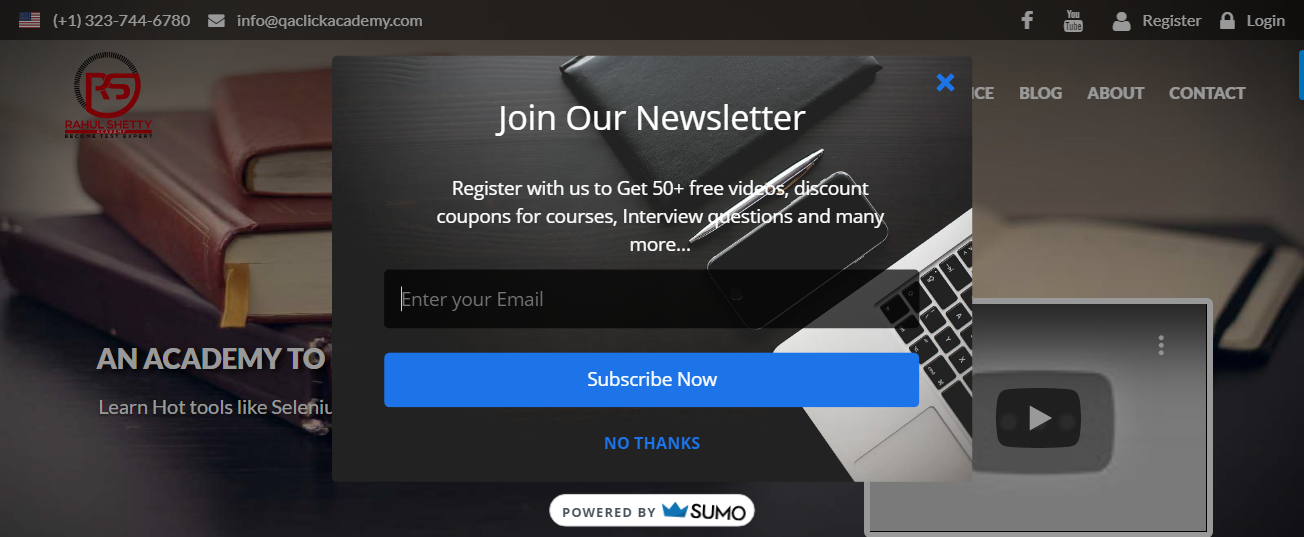 (+1) 323-744-6780 info@qaclickacademy.com
f You Tube Register Login
RS
RAHUL SHETTY
ACADEMY
BECOME TEST EXPERT
BLOG ABOUT CONTACT
Join Our Newsletter
Register with us to Get 50+ free videos, discount
coupons for courses, Interview questions and many
more...
Enter your Email
AN ACADEMY TO
Learn Hot tools like
Subscribe Now
NO THANKS
POWERED BY SUMO